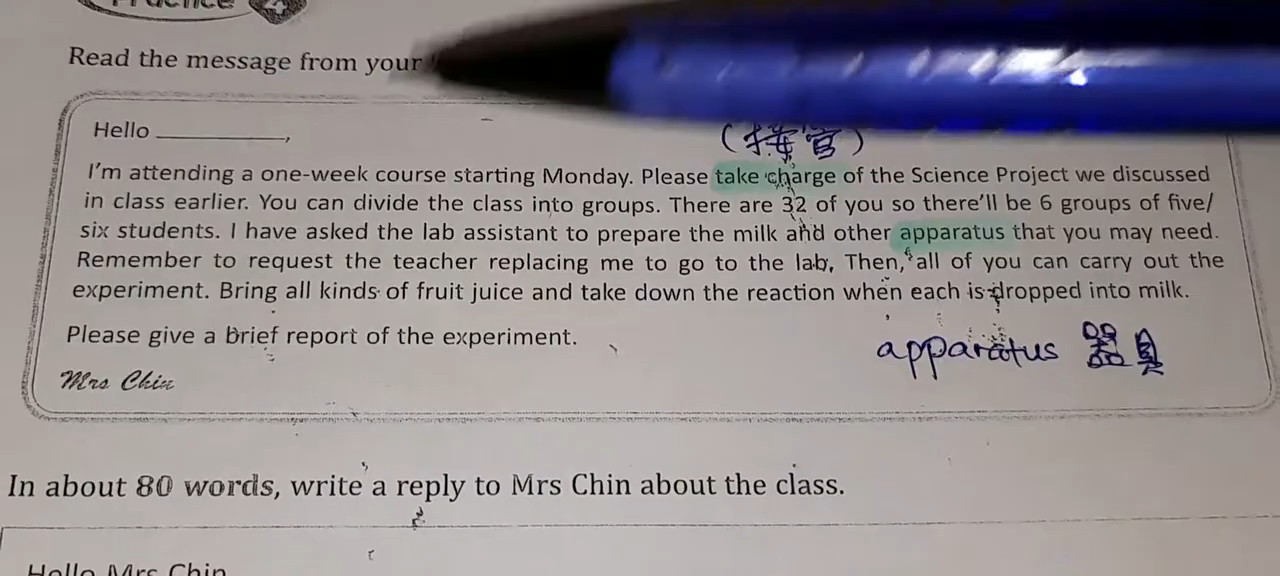 Practice 4
Read the message from your
Hello __________,
(接官)
I'm attending a one-week course starting Monday. Please take charge of the Science Project we discussed
in class earlier. You can divide the class into groups. There are 32 of you so there'll be 6 groups of five/
six students. I have asked the lab assistant to prepare the milk and other apparatus that you may need.
Remember to request the teacher replacing me to go to the lab, Then, all of you can carry out the
experiment. Bring all kinds of fruit juice and take down the reaction when each is dropped into milk.
Please give a brief report of the experiment.
apparatus 器具
Mrs Chin
In about 80 words, write a reply to Mrs Chin about the class.
Hello Mrs Chin